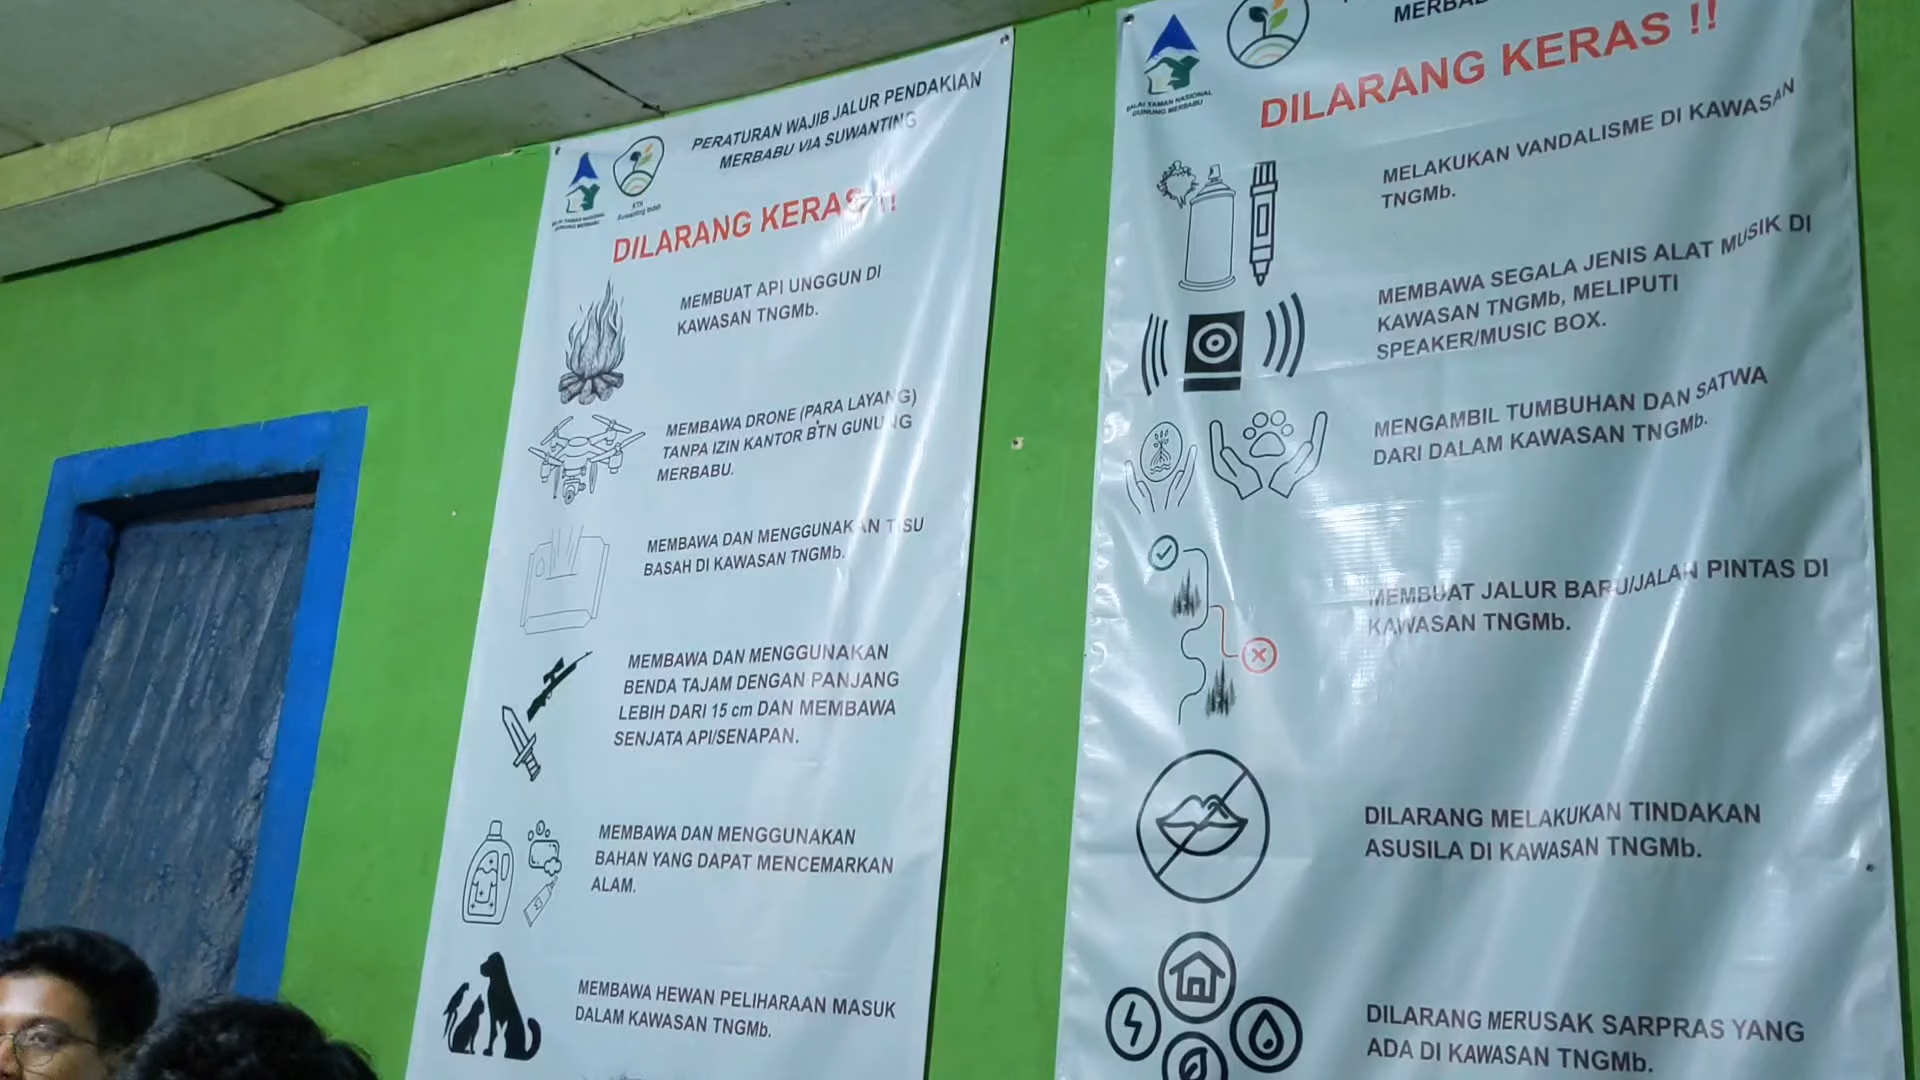 PERATURAN WAJIB JALUR PENDAKIAN
MERBABU VIA SUWANTING
BALAI TAMAN NASIONAL
GUNUNG MERBABU
KTH
Suwanting Indah
DILARANG KERAS !!
MEMBUAT API UNGGUN DI
KAWASAN TNGMb.
MEMBAWA DRONE (PARA LAYANG)
TANPA IZIN KANTOR BTN GUNUNG
MERBABU.
MEMBAWA DAN MENGGUNAKAN TISU
BASAH DI KAWASAN TNGMb.
MEMBAWA DAN MENGGUNAKAN
BENDA TAJAM DENGAN PANJANG
LEBIH DARI 15 cm DAN MEMBAWA
SENJATA API/SENAPAN.
MEMBAWA DAN MENGGUNAKAN
BAHAN YANG DAPAT MENCEMARKAN
ALAM.
MEMBAWA HEWAN PELIHARAAN MASUK
DALAM KAWASAN TNGMb.
BALAI TAMAN NASIONAL
GUNUNG MERBABU
DILARANG KERAS !!
MELAKUKAN VANDALISME DI KAWASAN
TNGMb.
MEMBAWA SEGALA JENIS ALAT MUSIK DI
KAWASAN TNGMb, MELIPUTI
SPEAKER/MUSIC BOX.
MENGAMBIL TUMBUHAN DAN SATWA
DARI DALAM KAWASAN TNGMb.
MEMBUAT JALUR BARU/JALAN PINTAS DI
KAWASAN TNGMb.
DILARANG MELAKUKAN TINDAKAN
ASUSILA DI KAWASAN TNGMb.
DILARANG MERUSAK SARPRAS YANG
ADA DI KAWASAN TNGMb.